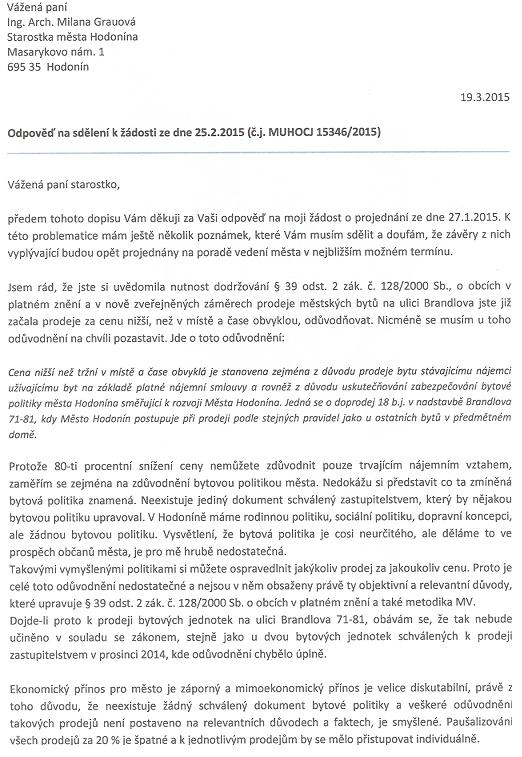 Vážená paní
Ing. Arch. Milana Grauová
Starostka města Hodonína
Masarykovo nám. 1
695 35  Hodonín
19.3.2015
Odpověď na sdělení k žádosti ze dne 25.2.2015 (č.j. MUHOCJ 15346/2015)
Vážená paní starostko,
předem tohoto dopisu Vám děkuji za Vaši odpověď na moji žádost o projednání ze dne 27.1.2015. K
této problematice mám ještě několik poznámek, které Vám musím sdělit a doufám, že závěry z nich
vyplývající budou opět projednány na poradě vedení města v nejbližším možném termínu.
Jsem rád, že jste si uvědomila nutnost dodržování § 39 odst. 2 zák. č. 128/2000 Sb., o obcích v
platném znění a v nově zveřejněných záměrech prodeje městských bytů na ulici Brandlova jste již
začala prodeje za cenu nižší, než v místě a čase obvyklou, odůvodňovat. Nicméně se musím u toho
odůvodnění na chvíli pozastavit. Jde o toto odůvodnění:
Cena nižší než tržní v místě a čase obvyklá je stanovena zejména z důvodu prodeje bytu stávajícímu nájemci
užívajícímu byt na základě platné nájemní smlouvy a rovněž z důvodu uskutečňování zabezpečování bytové
politiky města Hodonína směřující k rozvoji Města Hodonína. Jedná se o doprodej 18 b.j. v nadstavbě Brandlova
71-81, kdy Město Hodonín postupuje při prodeji podle stejných pravidel jako u ostatních bytů v předmětném
domě.
Protože 80-ti procentní snížení ceny nemůžete zdůvodnit pouze trvajícím nájemním vztahem,
zaměřím se zejména na zdůvodnění bytovou politikou města. Nedokážu si představit co ta zmíněná
bytová politika znamená. Neexistuje jediný dokument schválený zastupitelstvem, který by nějakou
bytovou politiku upravoval. V Hodoníně máme rodinnou politiku, sociální politiku, dopravní koncepci,
ale žádnou bytovou politiku. Vysvětlení, že bytová politika je cosi neurčitého, ale děláme to ve
prospěch občanů města, je pro mě hrubě nedostatečná.
Takovými vymyšlenými politikami si můžete ospravedlnit jakýkoliv prodej za jakoukoliv cenu. Proto je
celé toto odůvodnění nedostatečné a nejsou v něm obsaženy právě ty objektivní a relevantní důvody,
které upravuje § 39 odst. 2 zák. č. 128/2000 Sb. o obcích v platném znění a také metodika MV.
Dojde-li proto k prodeji bytových jednotek na ulici Brandlova 71-81, obávám se, že tak nebude
učiněno v souladu se zákonem, stejně jako u dvou bytových jednotek schválených k prodeji
zastupitelstvem v prosinci 2014, kde odůvodnění chybělo úplně.
Ekonomický přínos pro město je záporný a mimoekonomický přínos je velice diskutabilní, právě z
toho důvodu, že neexistuje žádný schválený dokument bytové politiky a veškeré odůvodnění
takových prodejů není postaveno na relevantních důvodech a faktech, je smyšlené. Paušalizování
všech prodejů za 20 % je špatné a k jednotlivým prodejům by se mělo přistupovat individuálně.